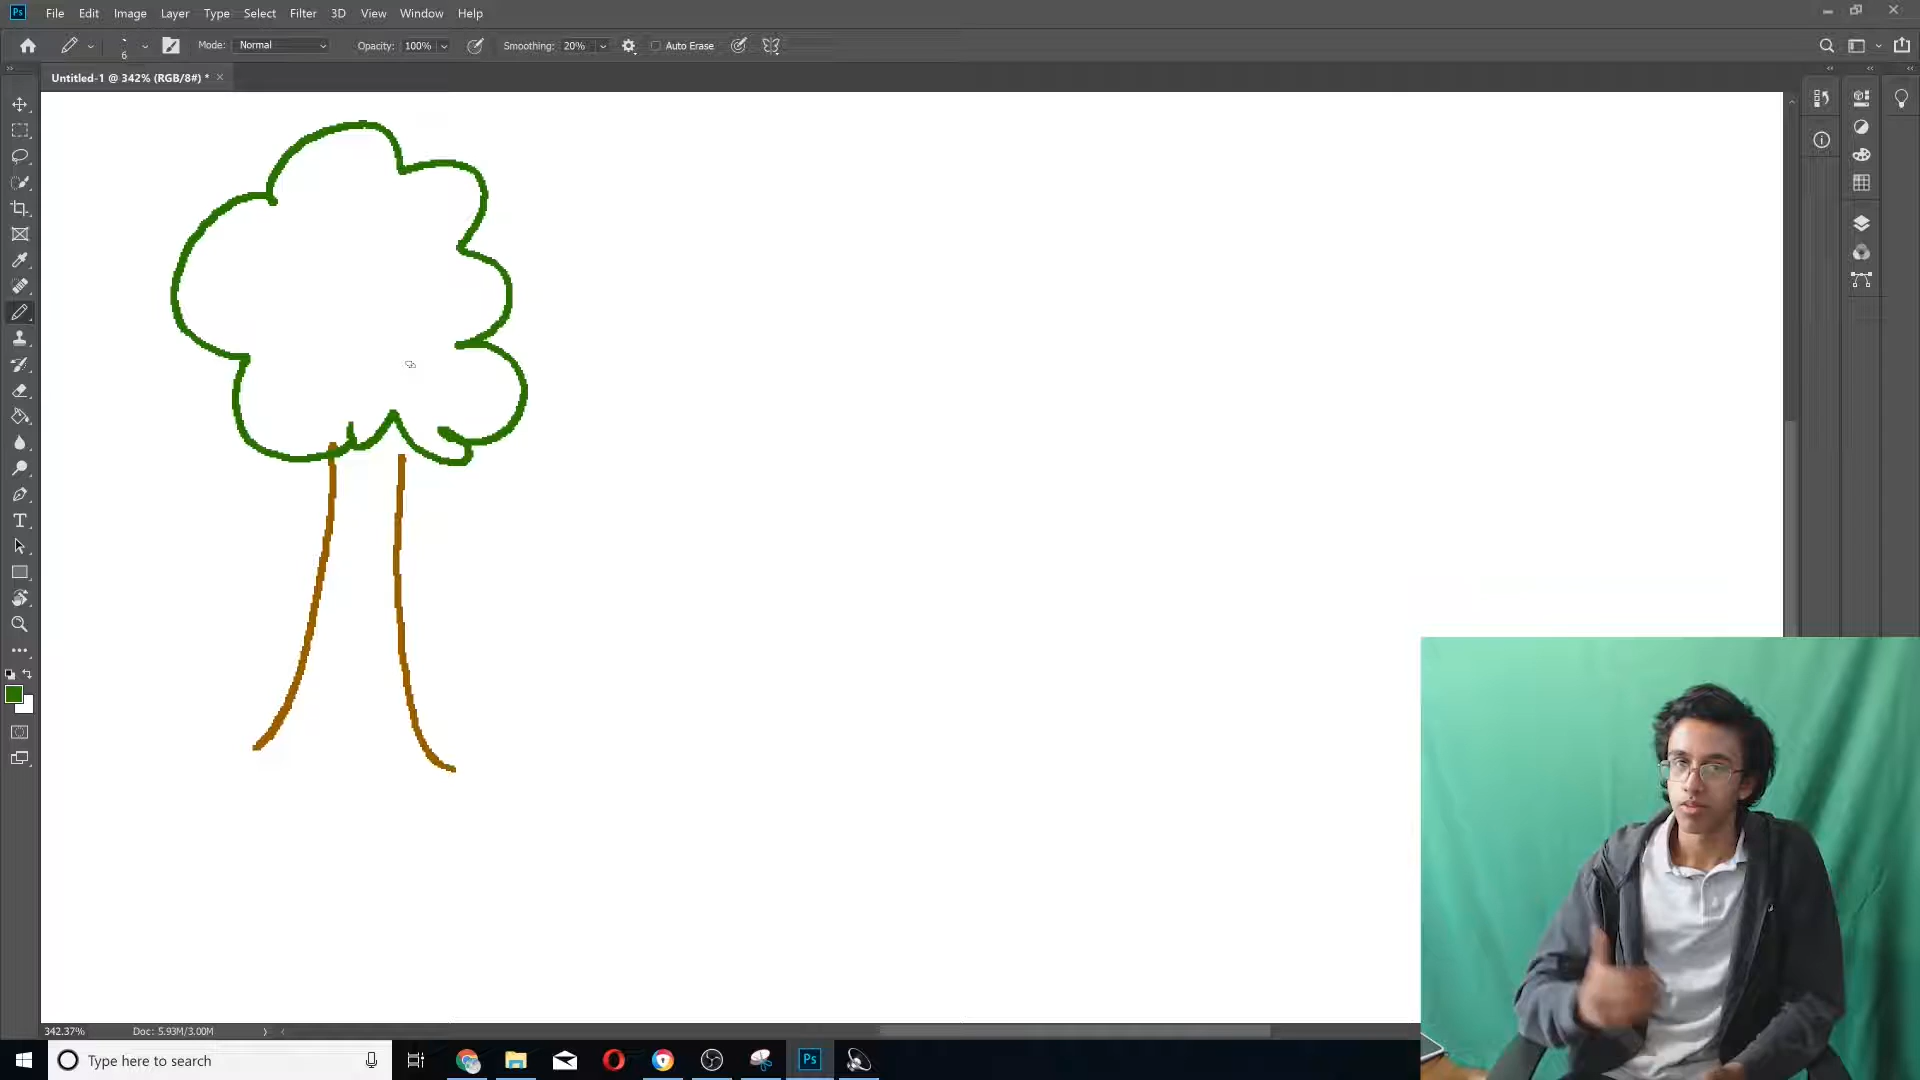 Ps File Edit Image Layer Type Select Filter 3D View Window Help
6 Mode: Normal Opacity: 100% Smoothing: 20% Auto Erase
Untitled-1 @ 342% (RGB/8#) * ×
T
342.37% Doc: 5.93M/3.00M
Type here to search Ps